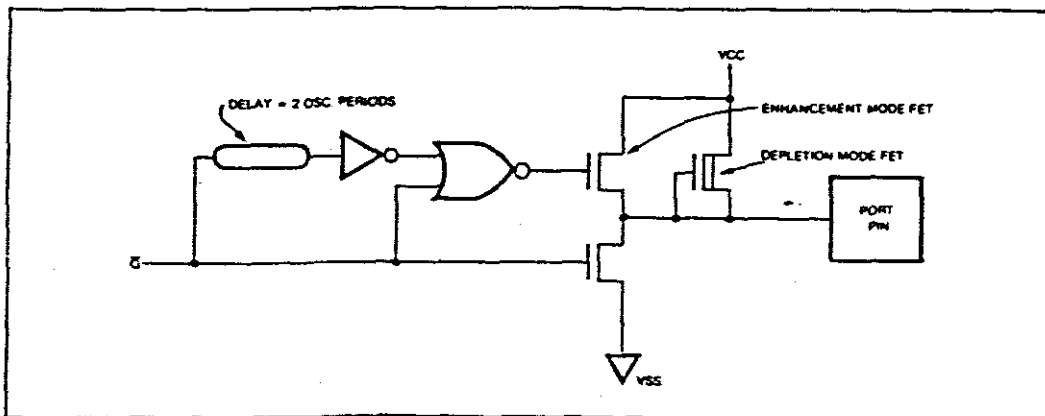 VCC
DELAY = 2 OSC. PERIODS
ENHANCEMENT MODE FET
DEPLETION MODE FET
PORT
PIN
Q̅
VSS